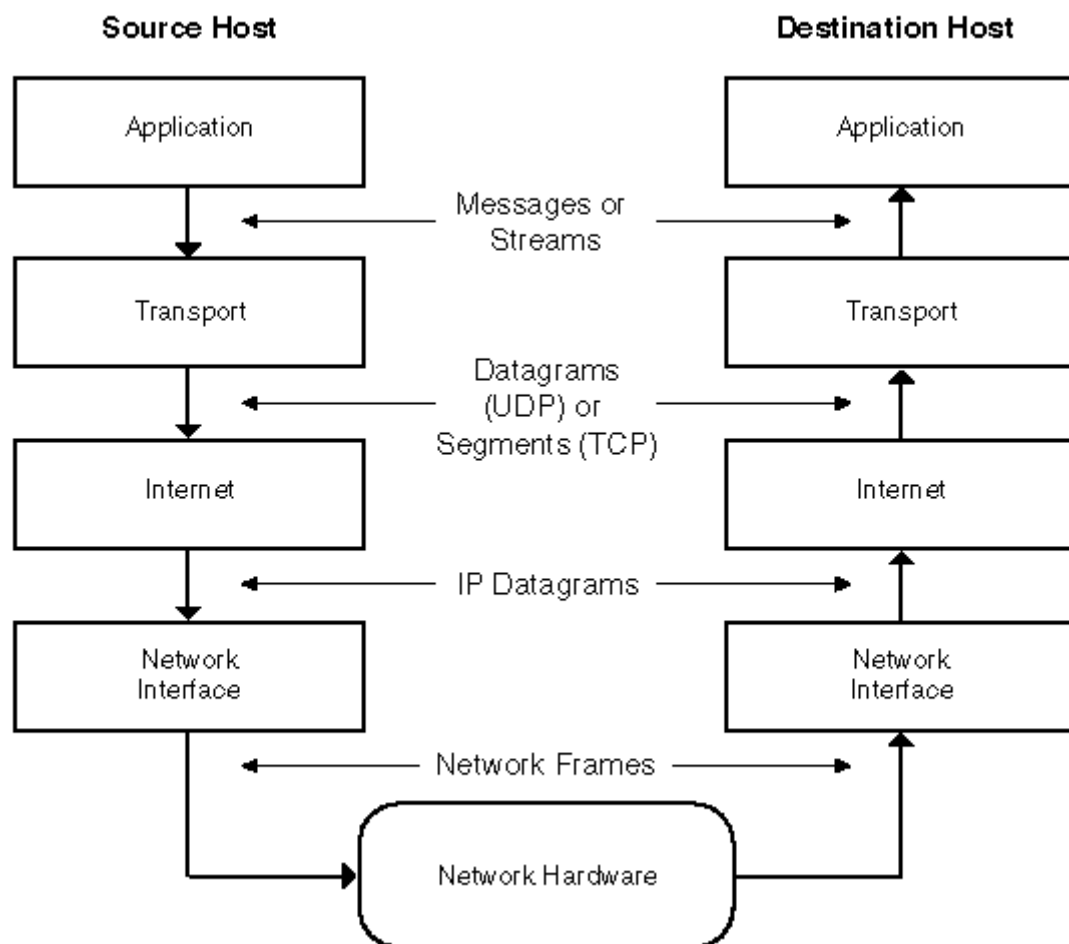 Source Host
Destination Host
Application
Application
Messages or
Streams
Transport
Transport
Datagrams
(UDP) or
Segments (TCP)
Internet
Internet
IP Datagrams
Network
Interface
Network
Interface
Network Frames
Network Hardware